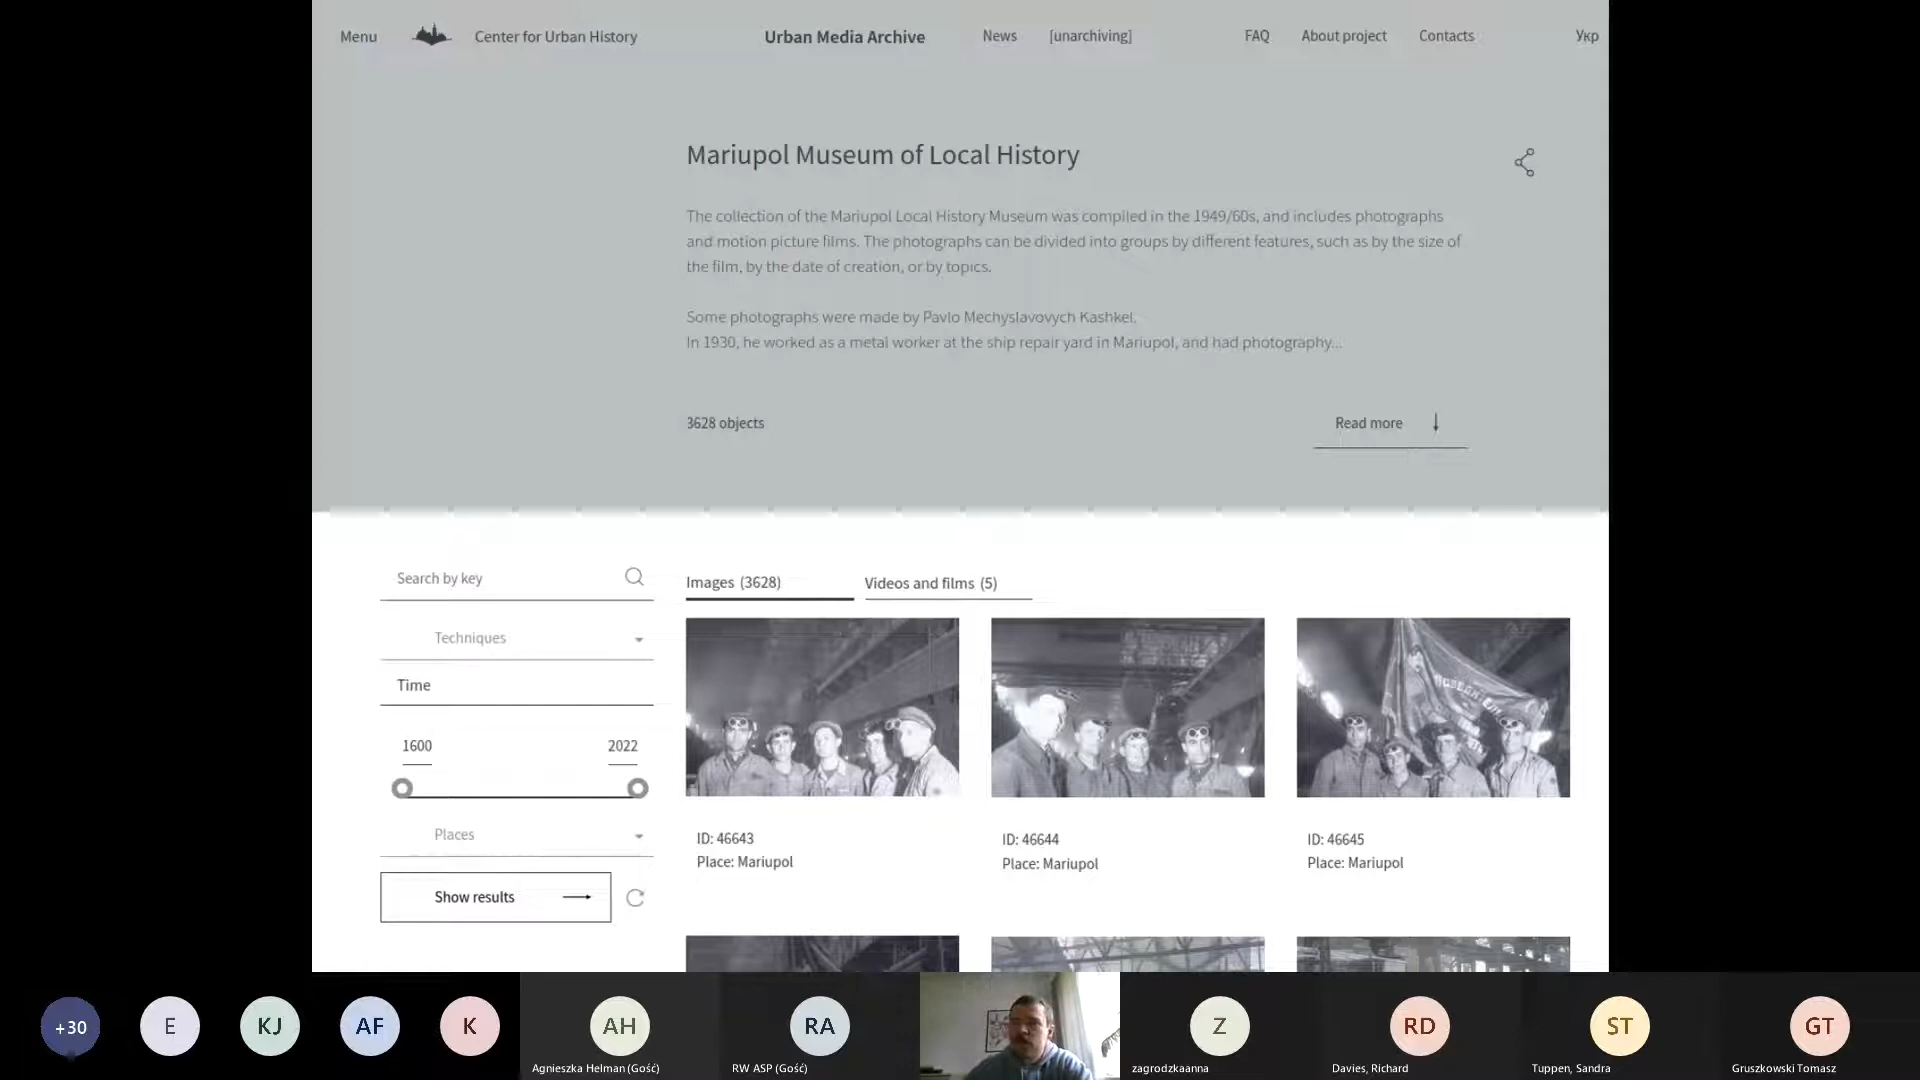 Menu
Center for Urban History
Urban Media Archive
News
[unarchiving]
FAQ
About project
Contacts
Укр
Mariupol Museum of Local History
The collection of the Mariupol Local History Museum was compiled in the 1949/60s, and includes photographs
and motion picture films. The photographs can be divided into groups by different features, such as by the size of
the film, by the date of creation, or by topics.
Some photographs were made by Pavlo Mechyslavovych Kashkel.
In 1930, he worked as a metal worker at the ship repair yard in Mariupol, and had photography...
3628 objects
Read more
Search by key
Techniques
Time
1600
2022
Places
Show results
Images (3628)
Videos and films (5)
ID: 46643
Place: Mariupol
ID: 46644
Place: Mariupol
ID: 46645
Place: Mariupol
+30
E
KJ
AF
K
AH
Agnieszka Helman (Gość)
RA
RW ASP (Gość)
Z
zagrodzkaanna
RD
Davies, Richard
ST
Tuppen, Sandra
GT
Gruszkowski Tomasz